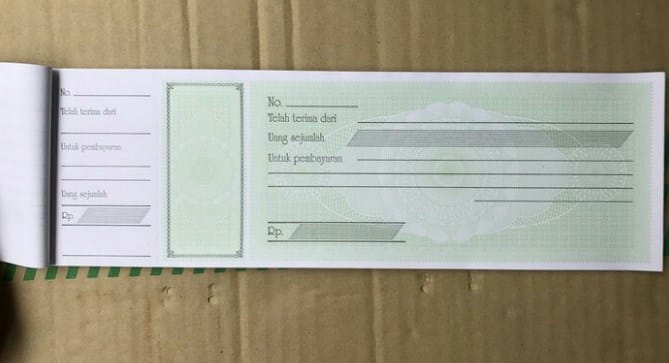 No.
Telah terima dari
Untuk pembayaran
Uang sejumlah
Rp.
No.
Telah terima dari
Uang sejumlah
Untuk pembayaran
Rp.